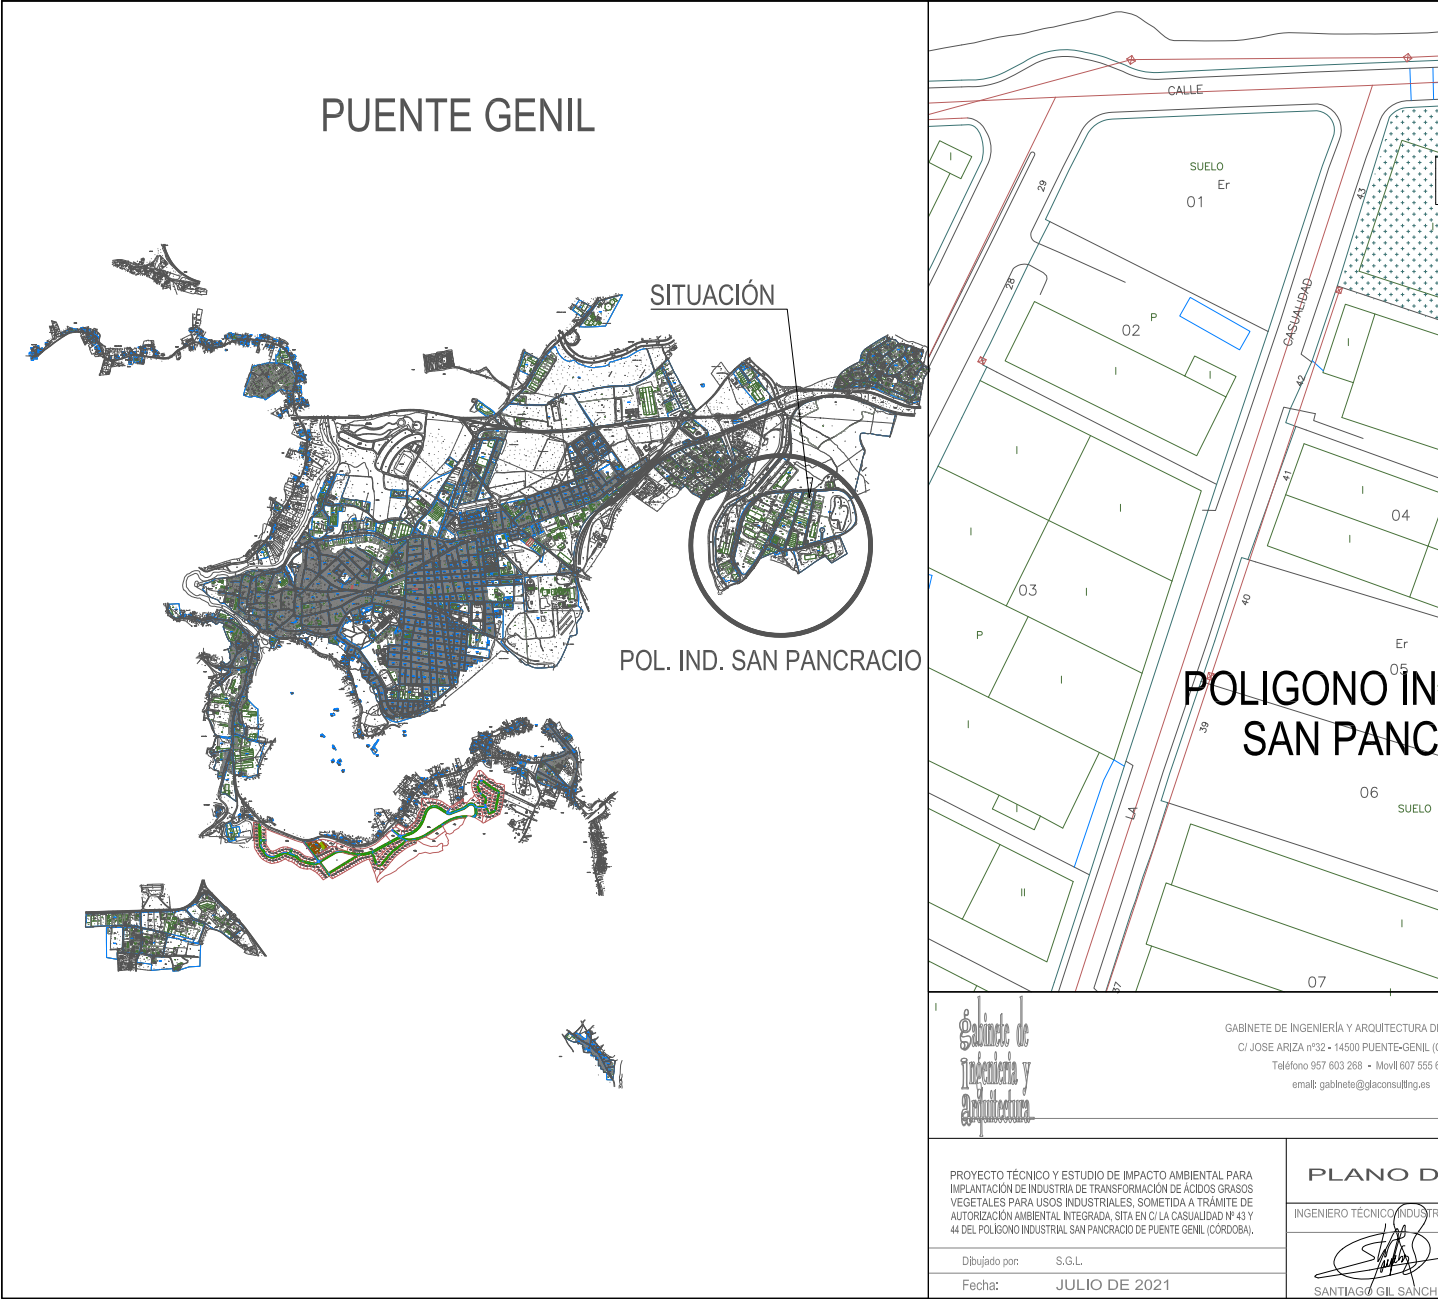 PUENTE GENIL
SITUACIÓN
POL. IND. SAN PANCRACIO
CALLE
SUELO
Er
01
29
43
28
P
02
I
I
CASUALIDAD
I
42
I
I
I
41
I
04
I
03
I
40
P
Er
05
I
POLIGONO IN
SAN PANC
39
I
06
SUELO
I
LA
II
I
07
37
gabinete de
ingeniería y
arquitectura
GABINETE DE INGENIERÍA Y ARQUITECTURA DE
C/ JOSE ARIZA nº32 - 14500 PUENTE-GENIL (
Teléfono 957 603 268 - Movil 607 555 6
email: gabinete@giaconsulting.es
PROYECTO TÉCNICO Y ESTUDIO DE IMPACTO AMBIENTAL PARA
IMPLANTACIÓN DE INDUSTRIA DE TRANSFORMACIÓN DE ÁCIDOS GRASOS
VEGETALES PARA USOS INDUSTRIALES, SOMETIDA A TRÁMITE DE
AUTORIZACIÓN AMBIENTAL INTEGRADA, SITA EN C/ LA CASUALIDAD Nº 43 Y
44 DEL POLÍGONO INDUSTRIAL SAN PANCRACIO DE PUENTE GENIL (CÓRDOBA).
Dibujado por: S.G.L.
Fecha: JULIO DE 2021
PLANO D
INGENIERO TÉCNICO INDUSTR
SANTIAGO GIL SANCH